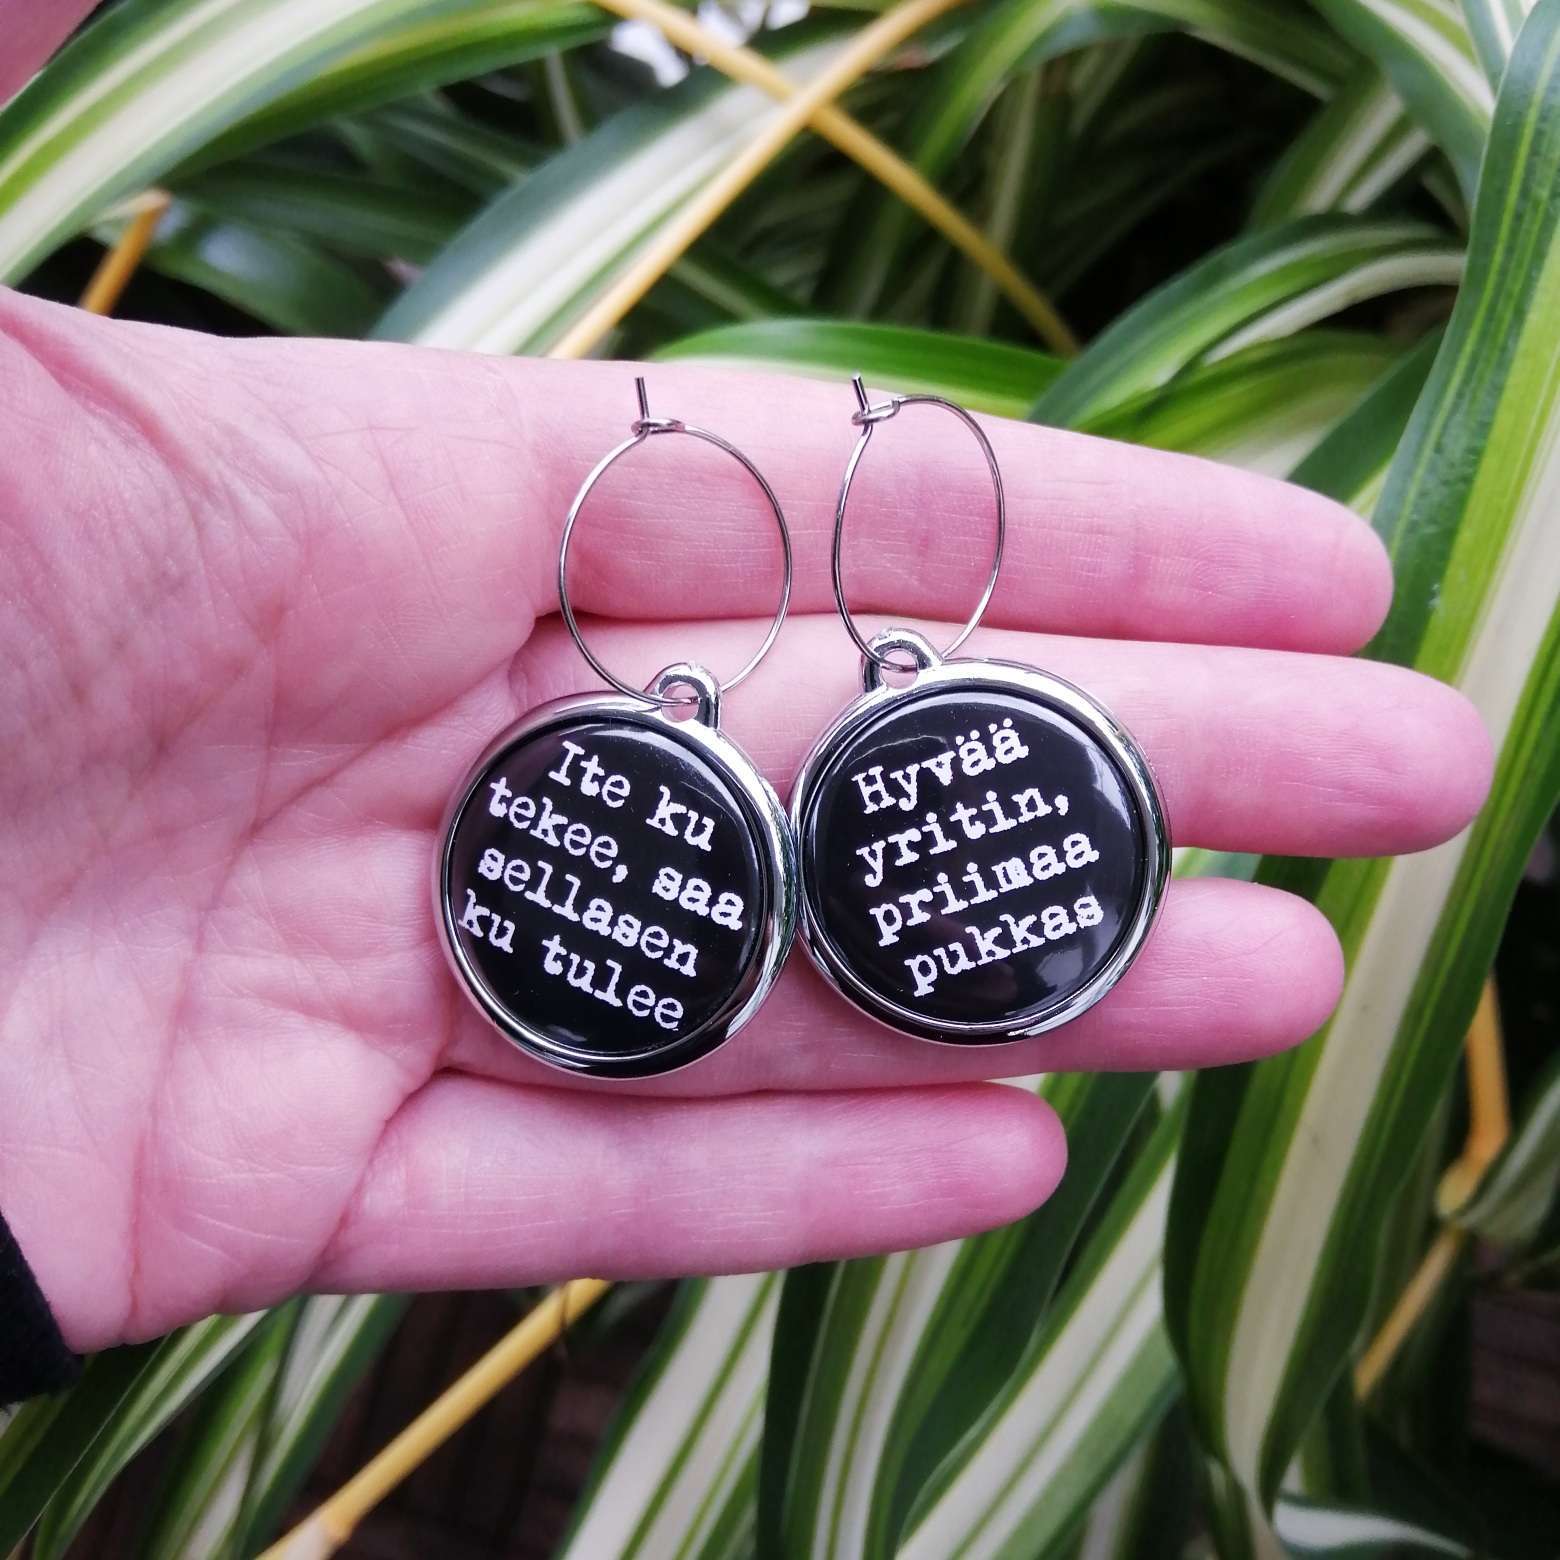 Ite ku
tekee, saa
sellasen
ku tulee
Hyvää
yritin,
priimaa
pukkas